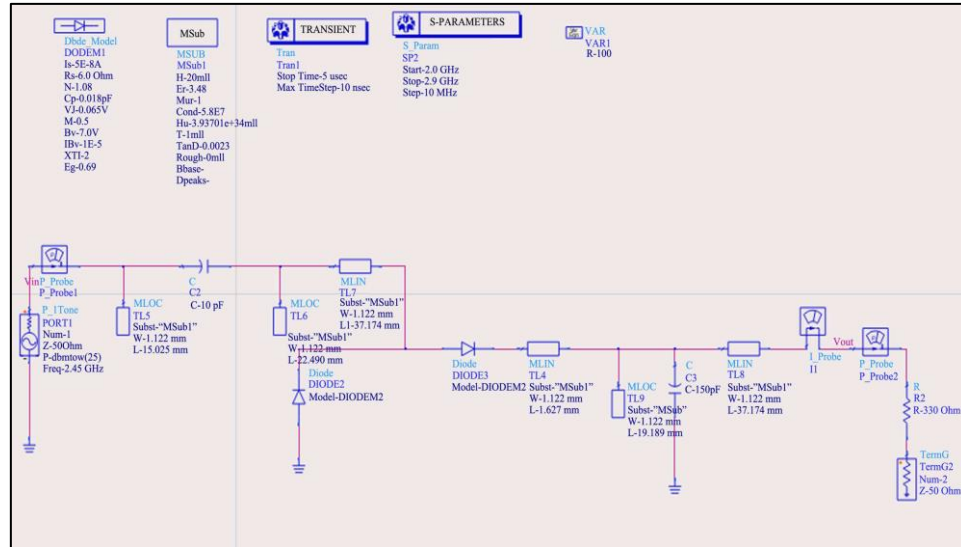 Dbde_Model
DODEM1
Is-5E-8A
Rs-6.0 Ohm
N-1.08
Cp-0.018pF
VJ-0.065V
M-0.5
Bv-7.0V
IBv-1E-5
XTI-2
Eg-0.69
MSub
MSUB
MSub1
H-20mll
Er-3.48
Mur-1
Cond-5.8E7
Hu-3.93701e+34mll
T-1mll
TanD-0.0023
Rough-0mll
Bbase-
Dpeaks-
TRANSIENT
Tran
Tran1
Stop Time-5 usec
Max TimeStep-10 nsec
S-PARAMETERS
S_Param
SP2
Start-2.0 GHz
Stop-2.9 GHz
Step-10 MHz
VAR
VAR1
R-100
Vin
P_Probe
P_Probe1
P_1Tone
PORT1
Num-1
Z-50Ohm
P-dbmtow(25)
Freq-2.45 GHz
MLOC
TL5
Subst-"MSub1"
W-1.122 mm
L-15.025 mm
C
C2
C-10 pF
MLOC
TL6
Subst-"MSub1"
W-1.122 mm
L-22.490 mm
MLIN
TL7
Subst-"MSub1"
W-1.122 mm
L1-37.174 mm
Diode
DIODE2
Model-DIODEM2
Diode
DIODE3
Model-DIODEM2
MLIN
TL4
Subst-"MSub1"
W-1.122 mm
L-1.627 mm
MLOC
TL9
Subst-"MSub"
W-1.122 mm
L-19.189 mm
C
C3
C-150pF
MLIN
TL8
Subst-"MSub1"
W-1.122 mm
L-37.174 mm
I_Probe
I1
Vout
P_Probe
P_Probe2
R
R2
R-330 Ohm
TermG
TermG2
Num-2
Z-50 Ohm